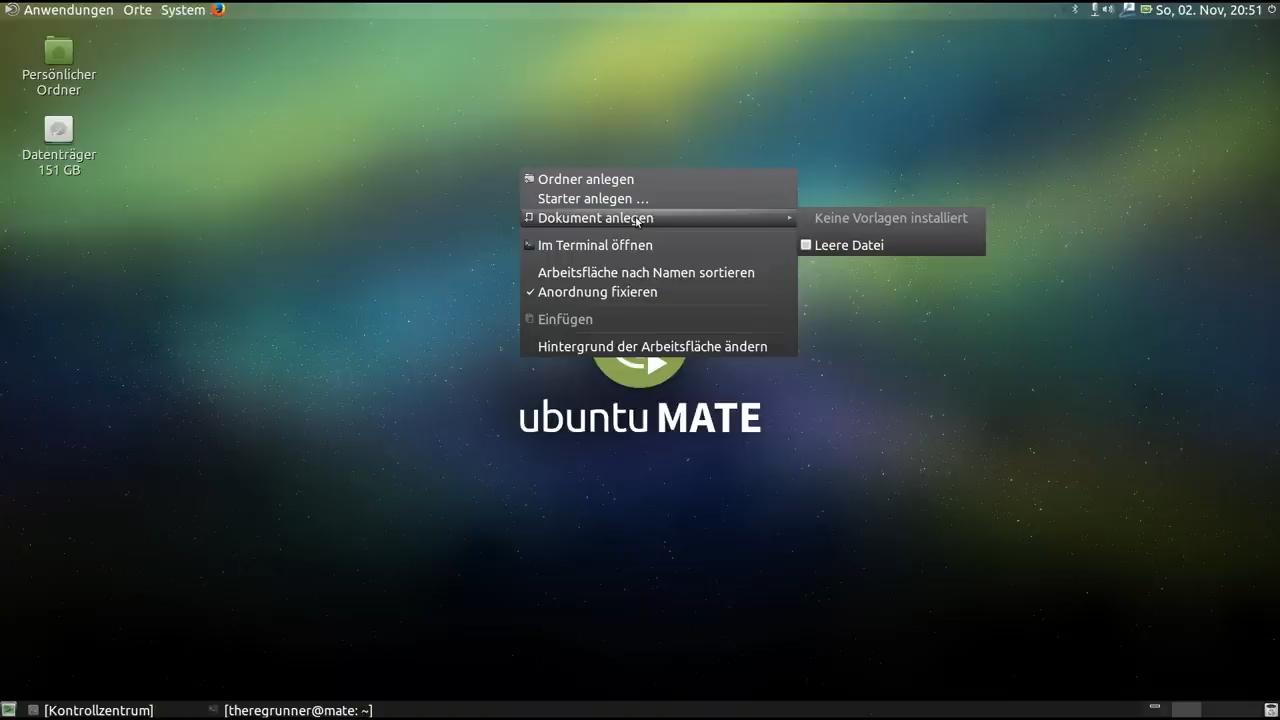 Anwendungen Orte System
So, 02. Nov, 20:51
Persönlicher
Ordner
Datenträger
151 GB
Ordner anlegen
Starter anlegen …
Dokument anlegen
Im Terminal öffnen
Arbeitsfläche nach Namen sortieren
Anordnung fixieren
Einfügen
Hintergrund der Arbeitsfläche ändern
Keine Vorlagen installiert
Leere Datei
ubuntu MATE
[Kontrollzentrum]
[theregrunner@mate: ~]